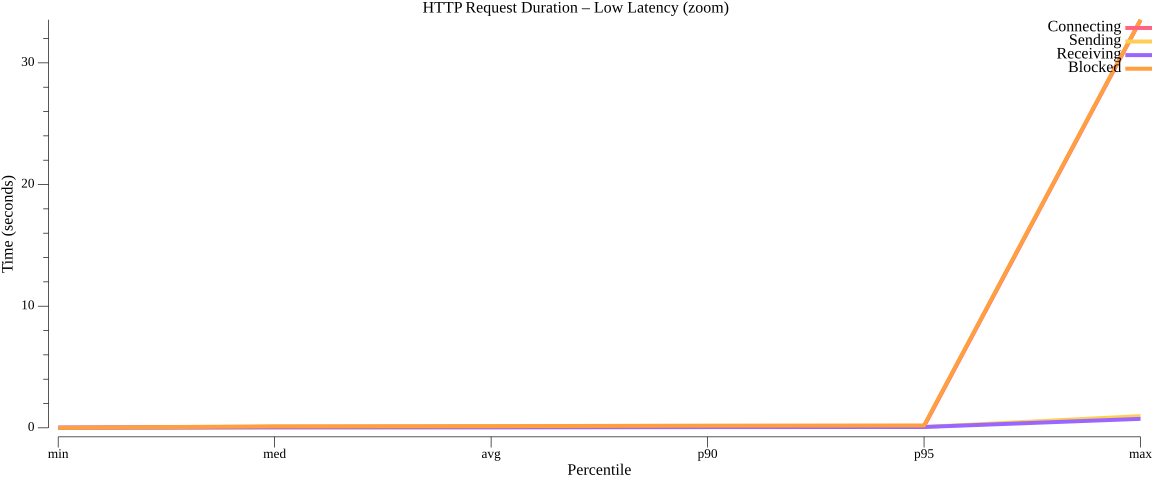 HTTP Request Duration – Low Latency (zoom)
Connecting
Sending
Receiving
Blocked
Time (seconds)
30
20
10
0
min
med
avg
p90
p95
max
Percentile